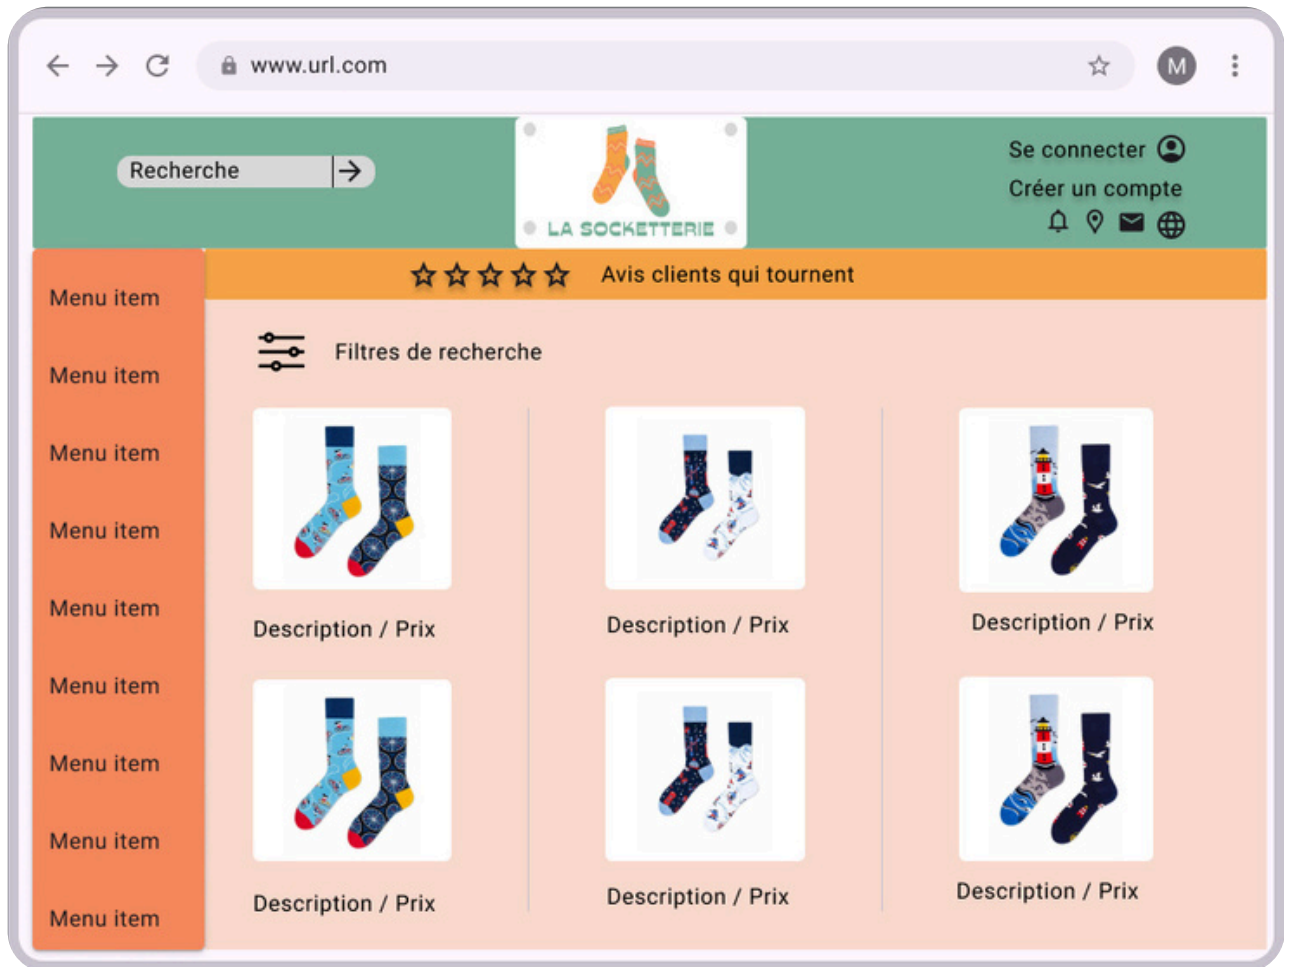 www.url.com
M
Recherche
LA SOCKETTERIE
Se connecter
Créer un compte
Avis clients qui tournent
Filtres de recherche
Menu item
Menu item
Menu item
Menu item
Menu item
Menu item
Menu item
Menu item
Menu item
Description / Prix
Description / Prix
Description / Prix
Description / Prix
Description / Prix
Description / Prix